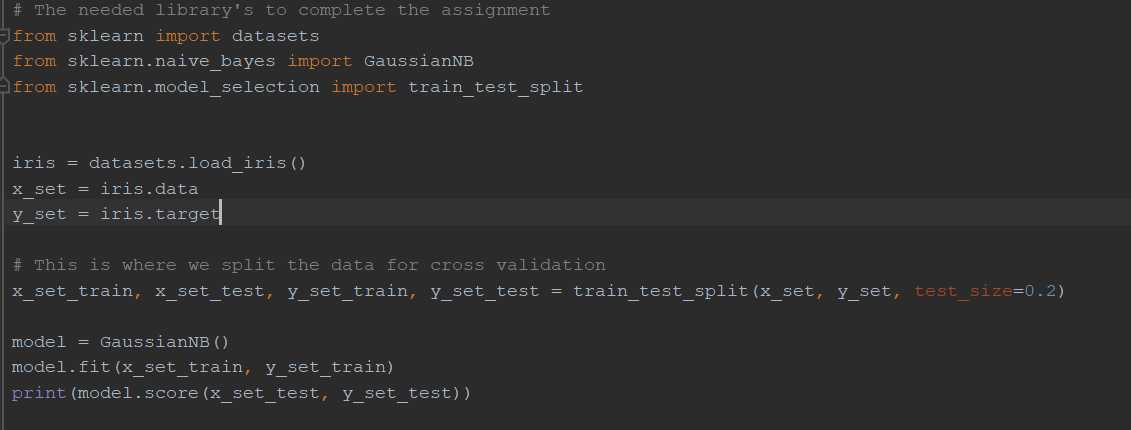 # The needed library's to complete the assignment
from sklearn import datasets
from sklearn.naive_bayes import GaussianNB
from sklearn.model_selection import train_test_split
iris = datasets.load_iris()
x_set = iris.data
y_set = iris.target
# This is where we split the data for cross validation
x_set_train, x_set_test, y_set_train, y_set_test = train_test_split(x_set, y_set, test_size=0.2)
model = GaussianNB()
model.fit(x_set_train, y_set_train)
print(model.score(x_set_test, y_set_test))